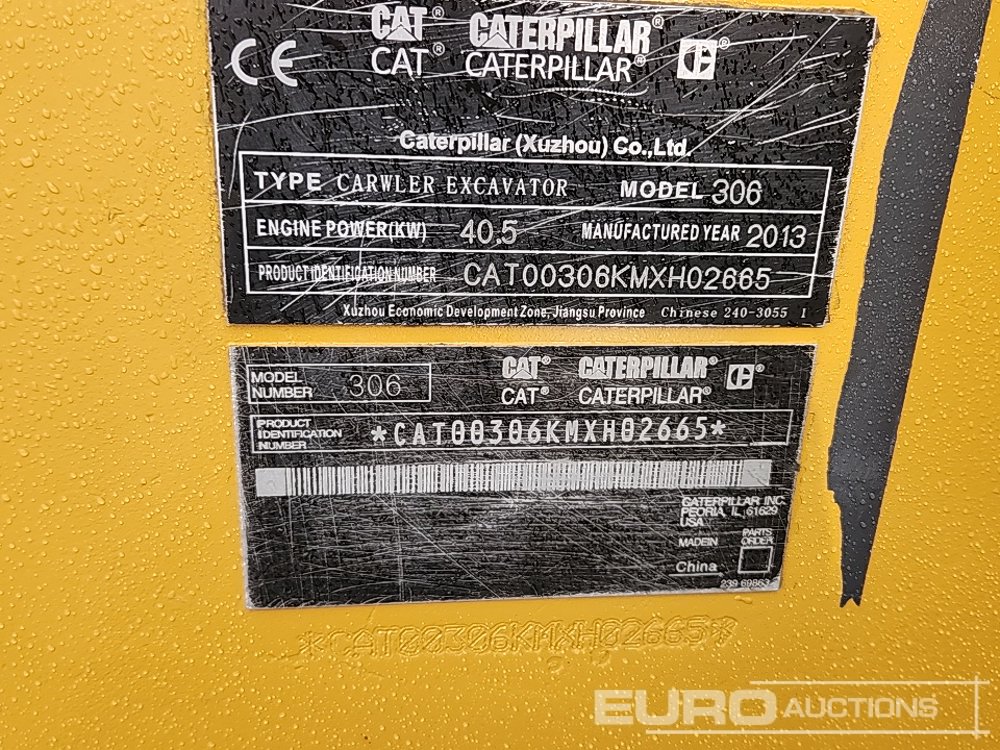 CAT CATERPILLAR®
CE CAT® CATERPILLAR® C®
Caterpillar (Xuzhou) Co.,Ltd.
TYPE CARWLER EXCAVATOR MODEL 306
ENGINE POWER(KW) 40.5 MANUFACTURED YEAR 2013
PRODUCT IDENTIFICATION NUMBER CAT00306KMXH02665
Xuzhou Economic Development Zone, Jiangsu Province Chinese 240-3055 1
MODEL NUMBER 306
CAT® CATERPILLAR® C®
CAT® CATERPILLAR®
PRODUCT IDENTIFICATION NUMBER *CAT00306KMXH02665*
CATERPILLAR INC.
PEORIA, IL, 61629
USA
MADE IN China
PARTS ORDER
*CAT00306KMXH02665*
EURO AUCTIONS